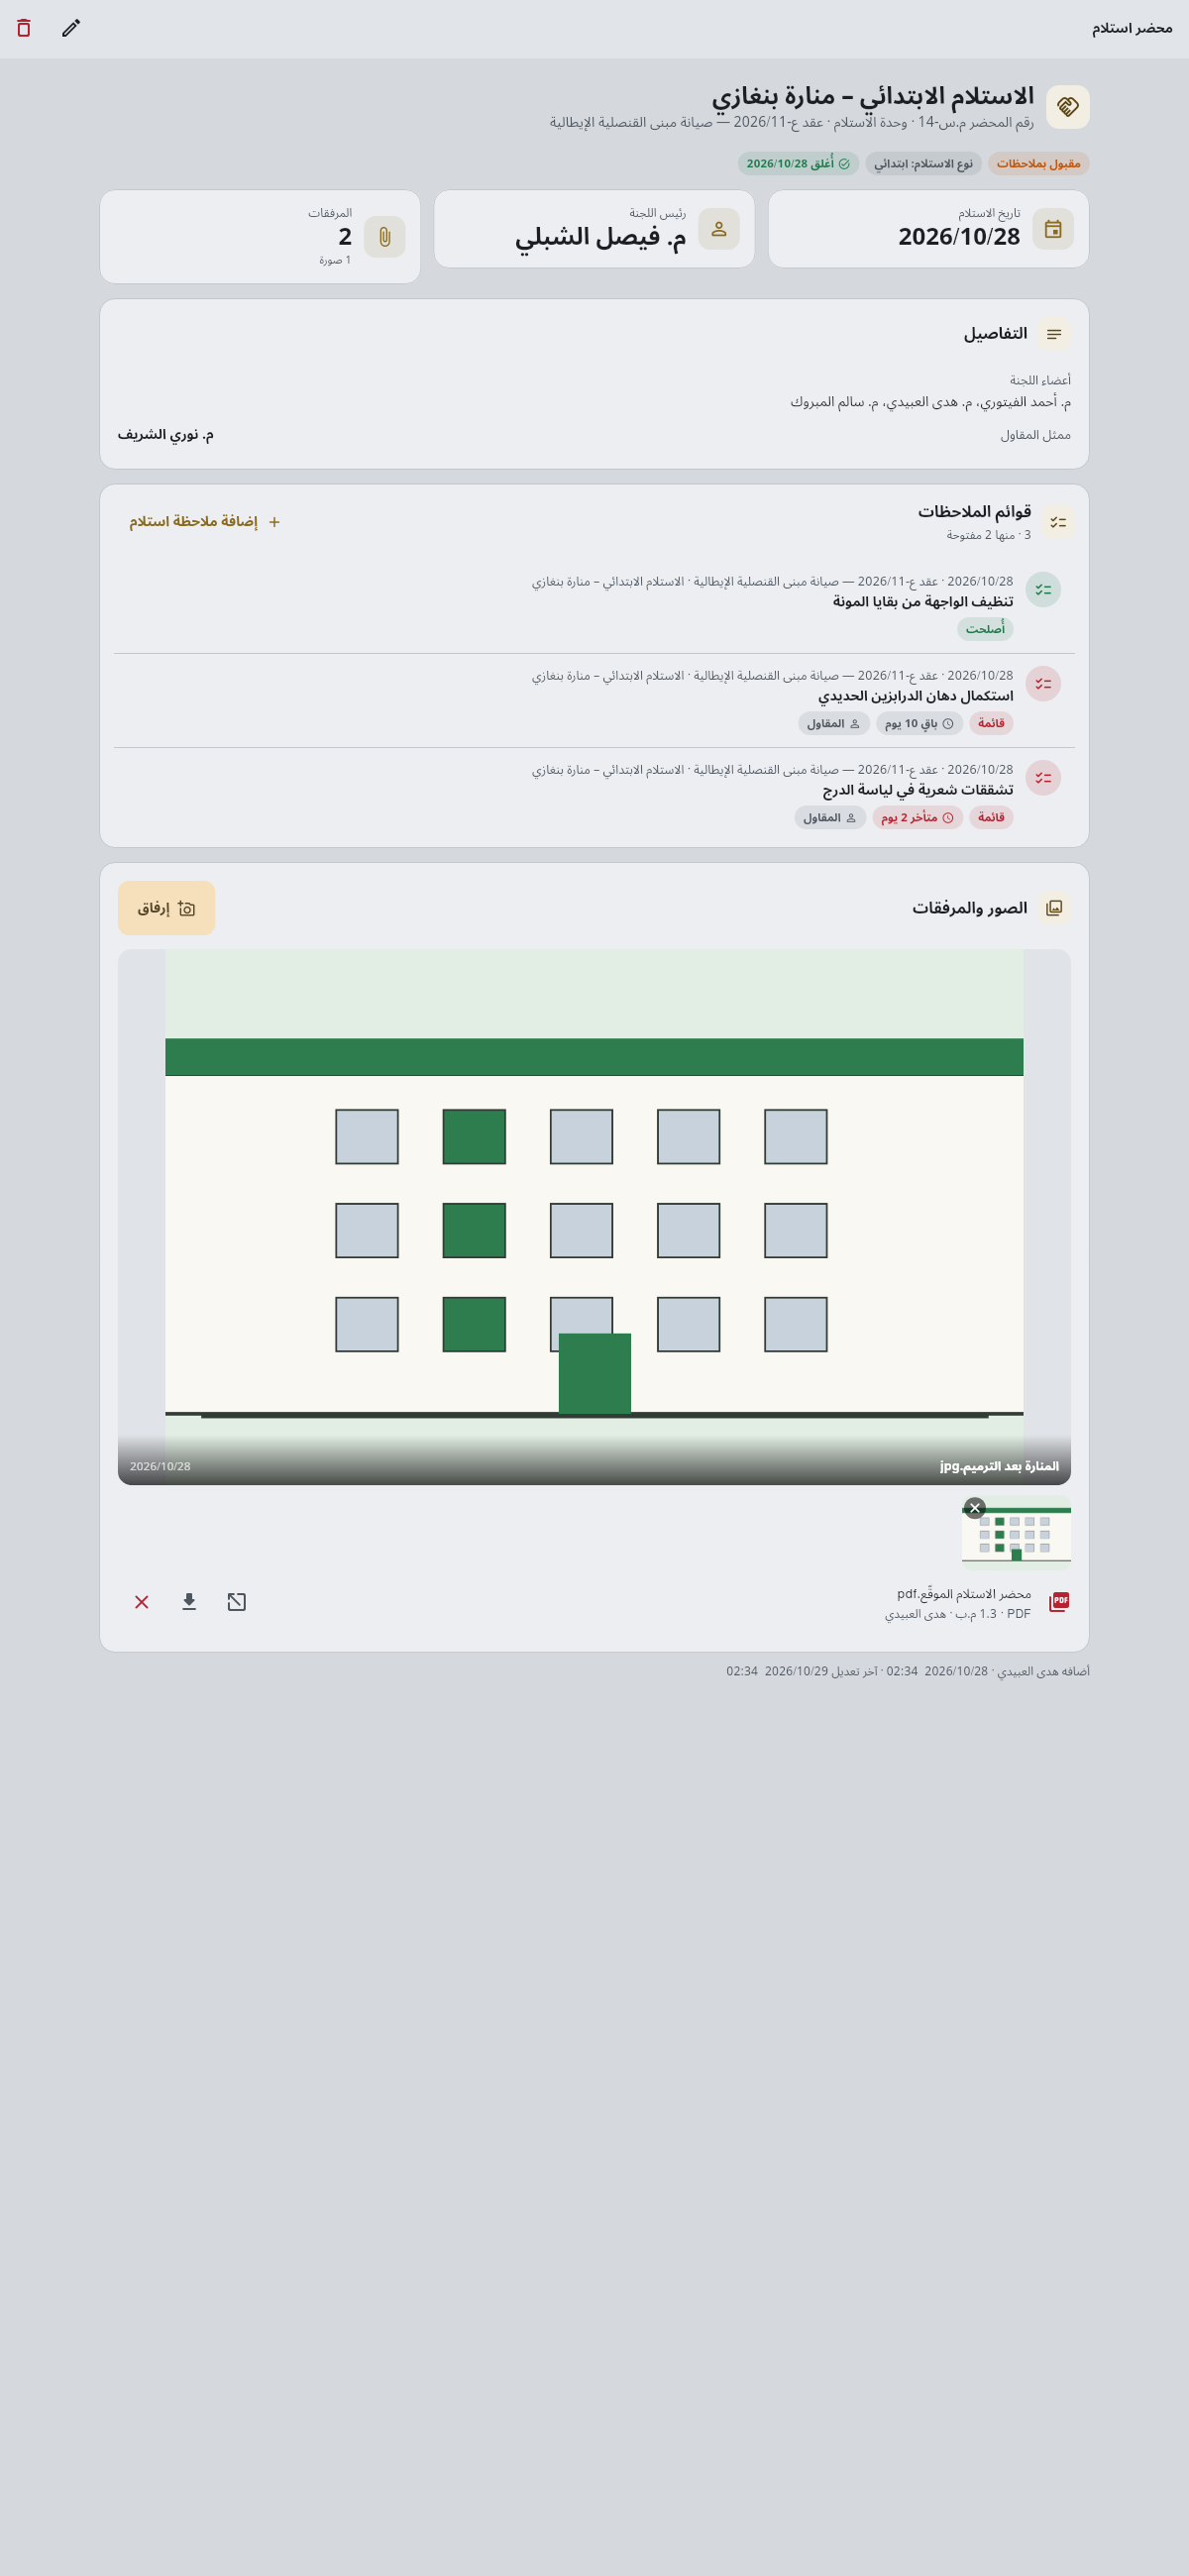 محضر استلام
الاستلام الابتدائي – منارة بنغازي
رقم المحضر م.س-14 · وحدة الاستلام · عقد ع-2026/11 — صيانة مبنى القنصلية الإيطالية
مقبول بملاحظات
نوع الاستلام: ابتدائي
أُغلق 2026/10/28
تاريخ الاستلام
2026/10/28
رئيس اللجنة
م. فيصل الشبلي
المرفقات
2
1 صورة
التفاصيل
أعضاء اللجنة
م. أحمد الفيتوري، م. هدى العبيدي، م. سالم المبروك
ممثل المقاول
م. نوري الشريف
قوائم الملاحظات
3 · منها 2 مفتوحة
إضافة ملاحظة استلام
2026/10/28 · عقد ع-2026/11 — صيانة مبنى القنصلية الإيطالية · الاستلام الابتدائي – منارة بنغازي
تنظيف الواجهة من بقايا المونة
أُصلحت
2026/10/28 · عقد ع-2026/11 — صيانة مبنى القنصلية الإيطالية · الاستلام الابتدائي – منارة بنغازي
استكمال دهان الدرابزين الحديدي
قائمة
باقٍ 10 يوم
المقاول
2026/10/28 · عقد ع-2026/11 — صيانة مبنى القنصلية الإيطالية · الاستلام الابتدائي – منارة بنغازي
تشققات شعرية في لياسة الدرج
قائمة
متأخر 2 يوم
المقاول
الصور والمرفقات
إرفاق
المنارة بعد الترميم.jpg
2026/10/28
محضر الاستلام الموقّع.pdf
PDF
PDF · 1.3 م.ب · هدى العبيدي
أضافه هدى العبيدي · 2026/10/28 02:34 · آخر تعديل 2026/10/29 02:34